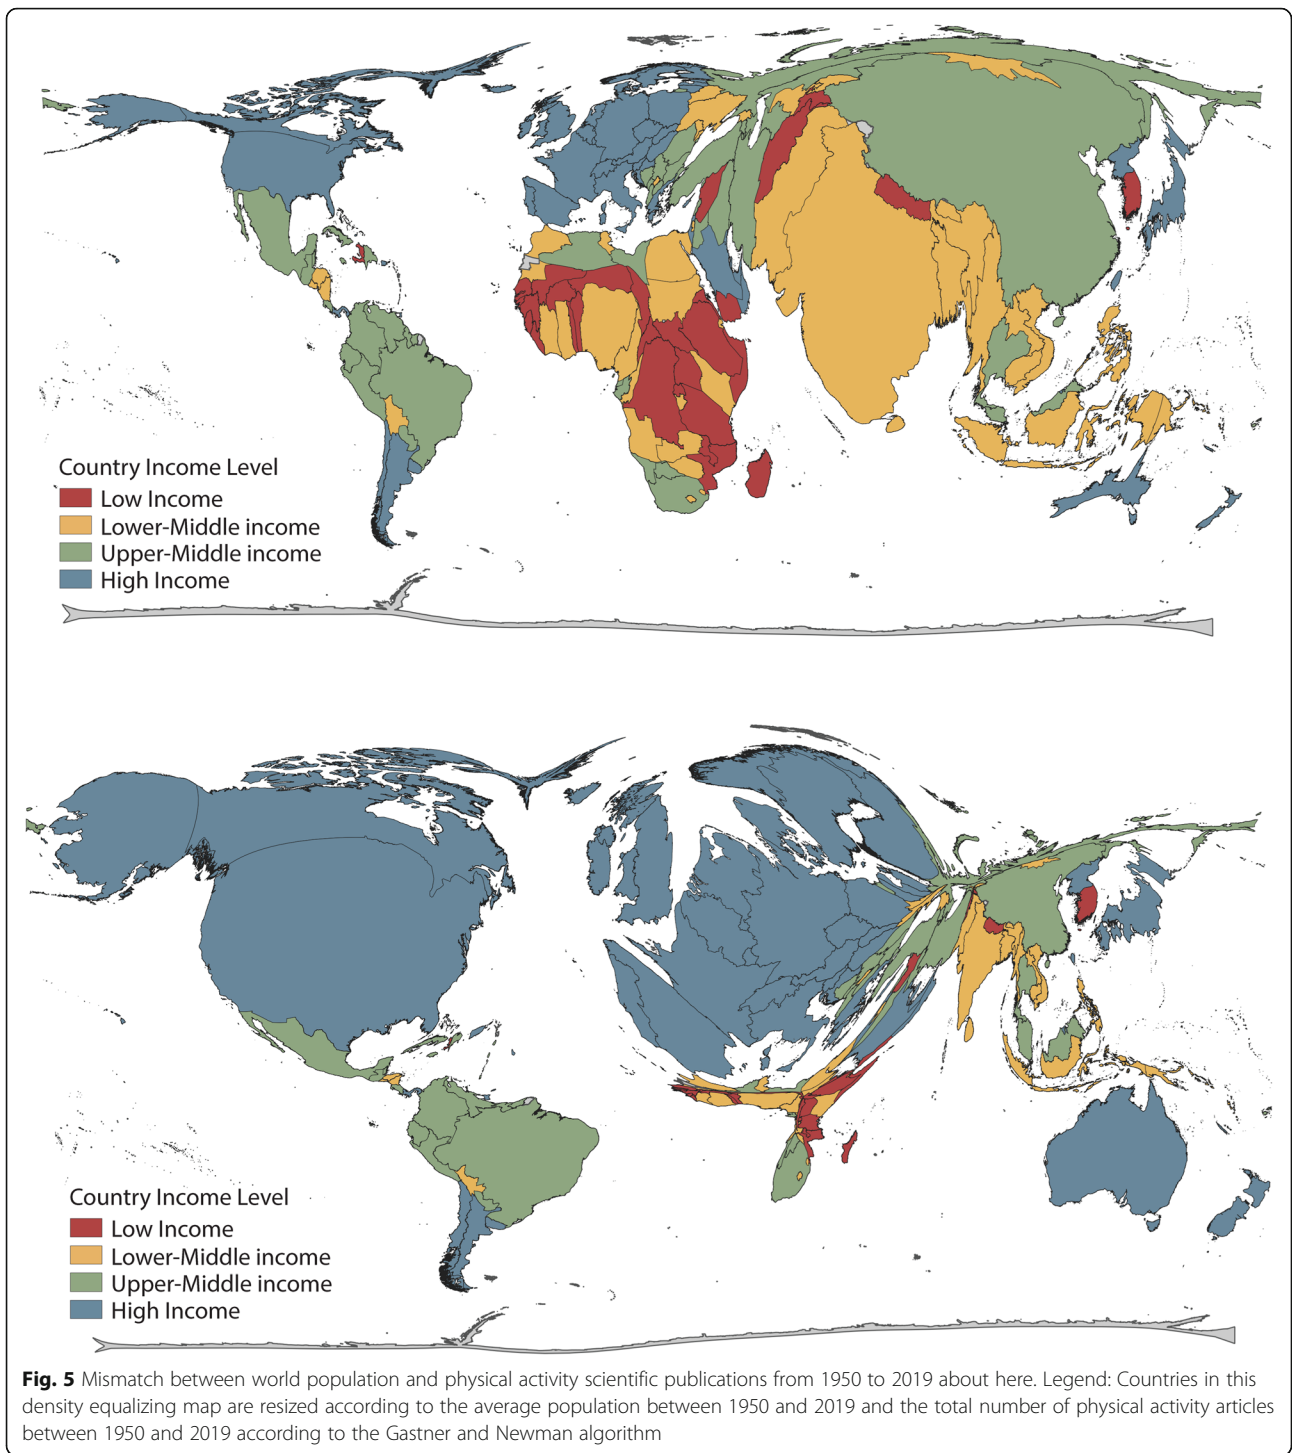 Country Income Level
Low Income
Lower-Middle income
Upper-Middle income
High Income
Country Income Level
Low Income
Lower-Middle income
Upper-Middle income
High Income
Fig. 5 Mismatch between world population and physical activity scientific publications from 1950 to 2019 about here. Legend: Countries in this
density equalizing map are resized according to the average population between 1950 and 2019 and the total number of physical activity articles
between 1950 and 2019 according to the Gastner and Newman algorithm